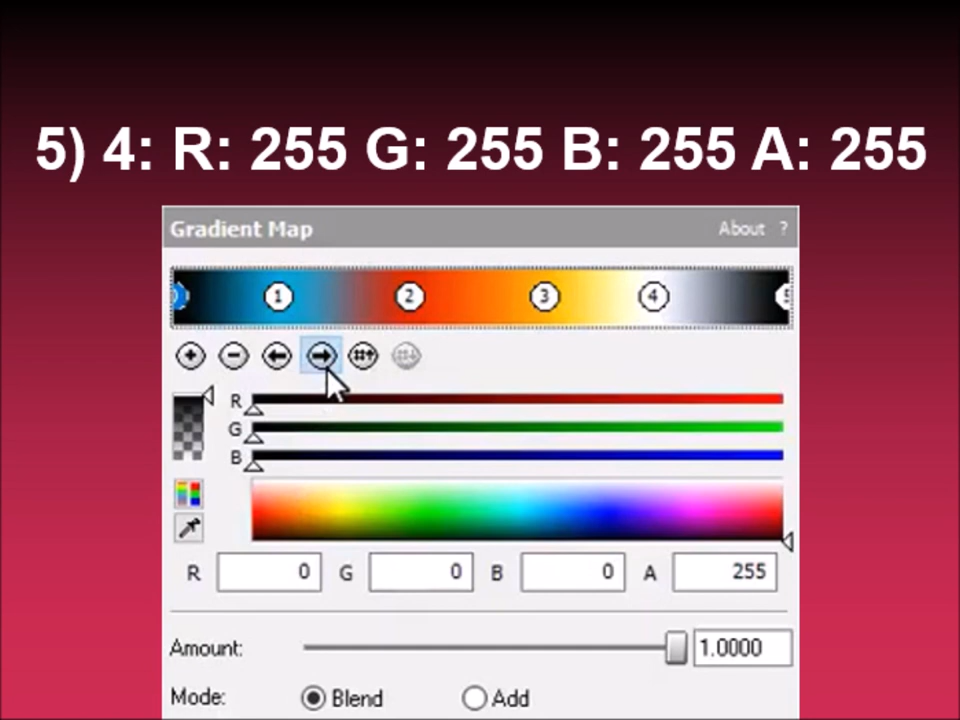 5) 4: R: 255 G: 255 B: 255 A: 255
Gradient Map About ?
1 2 3 4 5
R
G
B
R 0 G 0 B 0 A 255
Amount: 1.0000
Mode: Blend Add